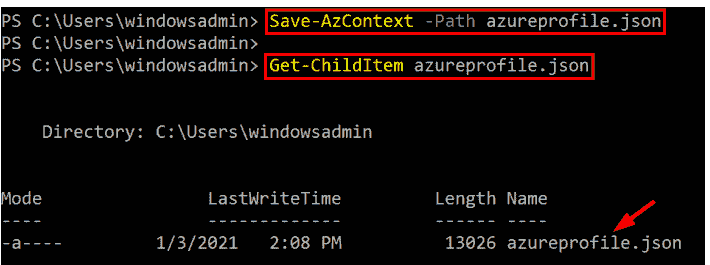 PS C:\Users\windowsadmin> Save-AzContext -Path azureprofile.json
PS C:\Users\windowsadmin>
PS C:\Users\windowsadmin> Get-ChildItem azureprofile.json
Directory: C:\Users\windowsadmin
Mode LastWriteTime Length Name
---- ------------- ------ ----
-a---- 1/3/2021 2:08 PM 13026 azureprofile.json